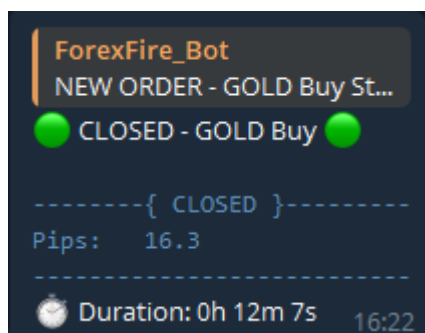 ForexFire_Bot
NEW ORDER - GOLD Buy St...
🟢 CLOSED - GOLD Buy 🟢
--------{ CLOSED }---------
Pips:   16.3
---------------------------
⏱ Duration: 0h 12m 7s
16:22